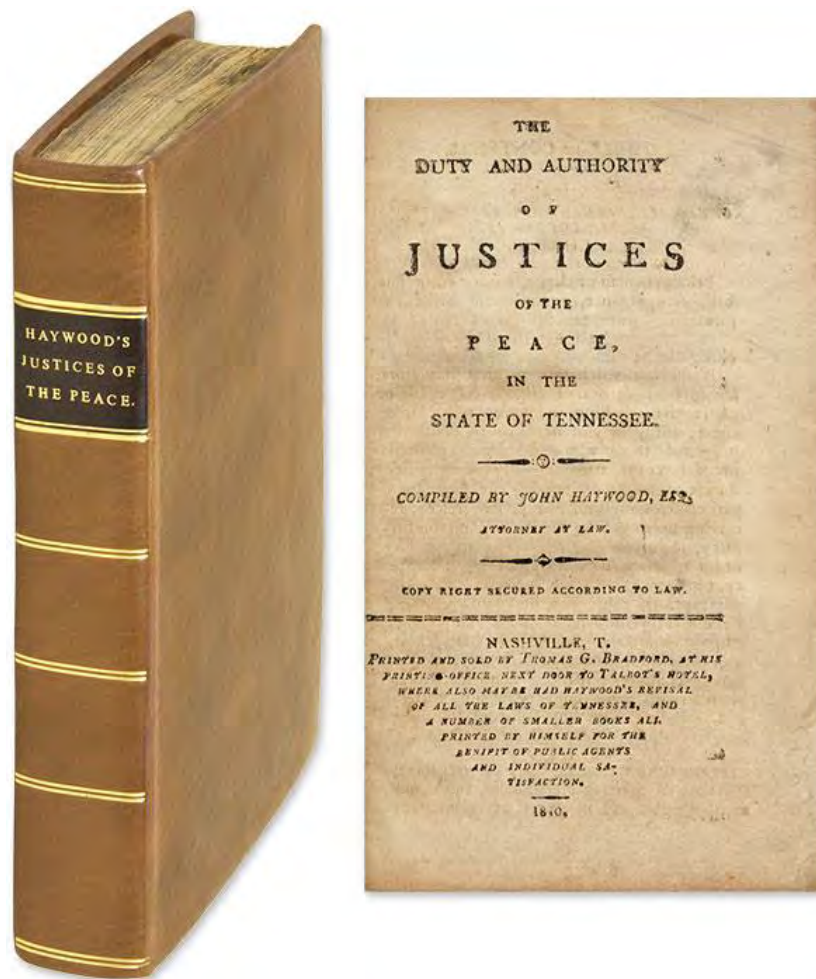 HAYWOOD'S
JUSTICES OF
THE PEACE.
THE
DUTY AND AUTHORITY
OF
JUSTICES
OF THE
PEACE,
IN THE
STATE OF TENNESSEE.
COMPILED BY JOHN HAYWOOD, ESQ.
ATTORNEY AT LAW.
COPY RIGHT SECURED ACCORDING TO LAW.
NASHVILLE, T.
PRINTED AND SOLD BY THOMAS G. BRADFORD, AT HIS
PRINTING-OFFICE NEXT DOOR TO TALBOT'S HOTEL,
WHERE ALSO MAY BE HAD HAYWOOD'S REVISAL
OF ALL THE LAWS OF TENNESSEE, AND
A NUMBER OF SMALLER BOOKS ALL
PRINTED BY HIMSELF FOR THE
BENIFIT OF PUBLIC AGENTS
AND INDIVIDUAL SA-
TISFACTION.
1810.